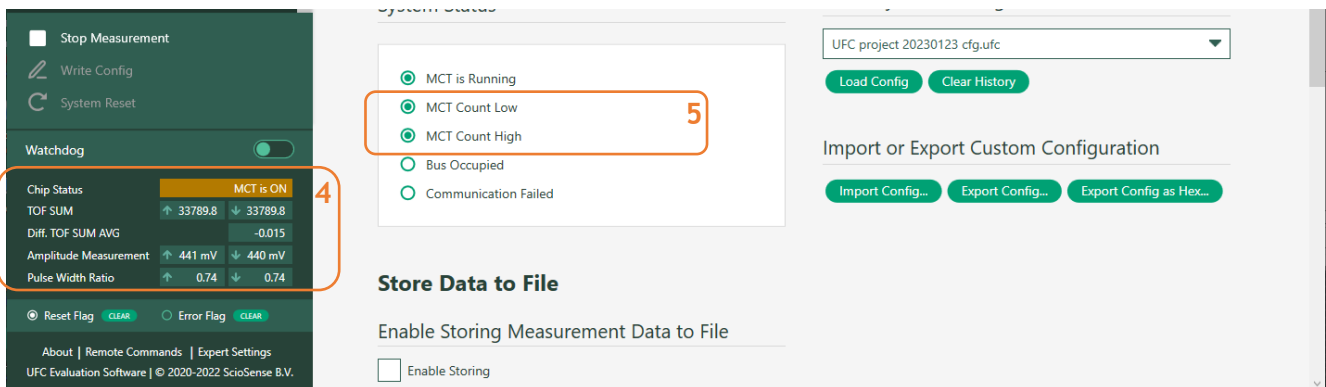 Stop Measurement
Write Config
System Reset
Watchdog
Chip Status MCT is ON
TOF SUM ↑ 33789.8 ↓ 33789.8
Diff. TOF SUM AVG -0.015
Amplitude Measurement ↑ 441 mV ↓ 440 mV
Pulse Width Ratio ↑ 0.74 ↓ 0.74
4
Reset Flag CLEAR Error Flag CLEAR
About | Remote Commands | Expert Settings
UFC Evaluation Software | © 2020-2022 ScioSense B.V.
System Status
MCT is Running
MCT Count Low
MCT Count High
5
Bus Occupied
Communication Failed
Store Data to File
Enable Storing Measurement Data to File
Enable Storing
UFC project 20230123 cfg.ufc
Load Config Clear History
Import or Export Custom Configuration
Import Config... Export Config... Export Config as Hex...